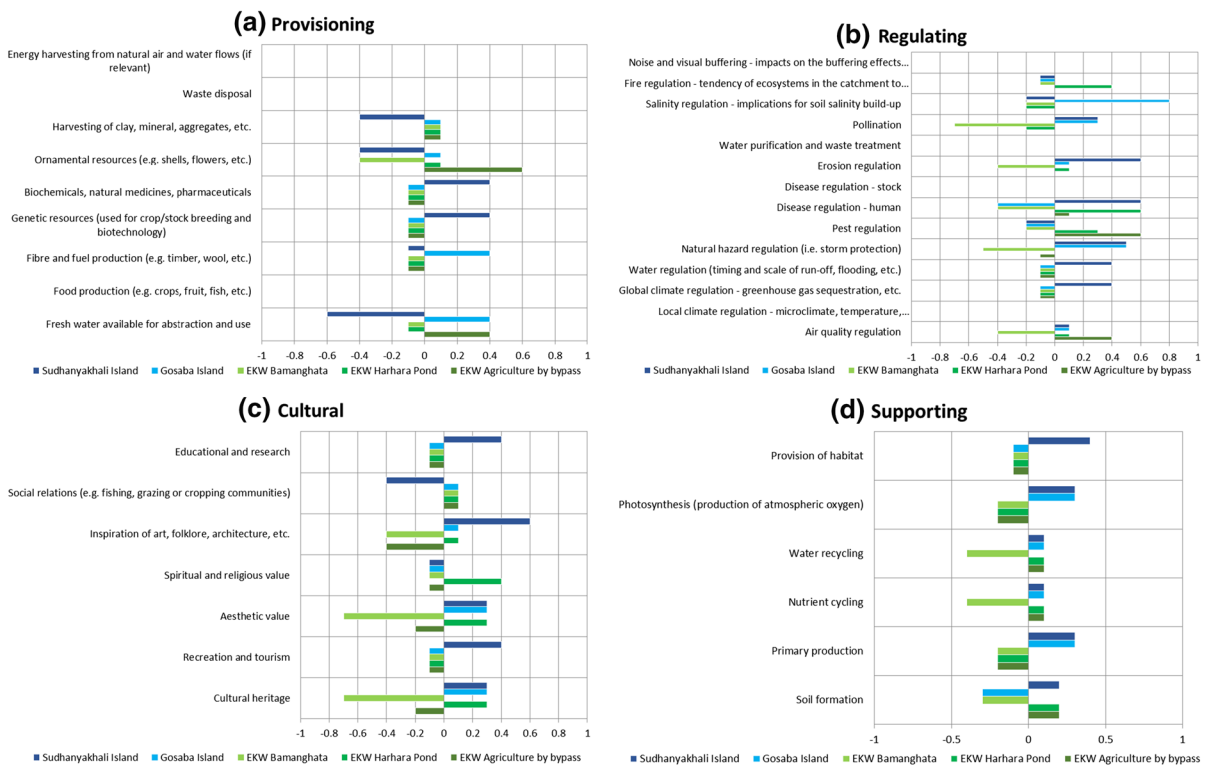 (a) Provisioning
Energy harvesting from natural air and water flows (if
relevant)
Waste disposal
Harvesting of clay, mineral, aggregates, etc.
Ornamental resources (e.g. shells, flowers, etc.)
Biochemicals, natural medicines, pharmaceuticals
Genetic resources (used for crop/stock breeding and
biotechnology)
Fibre and fuel production (e.g. timber, wool, etc.)
Food production (e.g. crops, fruit, fish, etc.)
Fresh water available for abstraction and use
-1 -0.8 -0.6 -0.4 -0.2 0 0.2 0.4 0.6 0.8 1
Sudhanyakhali Island Gosaba Island EKW Bamanghata EKW Harhara Pond EKW Agriculture by bypass
(b) Regulating
Noise and visual buffering - impacts on the buffering effects...
Fire regulation - tendency of ecosystems in the catchment to...
Salinity regulation - implications for soil salinity build-up
Pollination
Water purification and waste treatment
Erosion regulation
Disease regulation - stock
Disease regulation - human
Pest regulation
Natural hazard regulation (i.e. storm protection)
Water regulation (timing and scale of run-off, flooding, etc.)
Global climate regulation - greenhouse gas sequestration, etc.
Local climate regulation - microclimate, temperature,...
Air quality regulation
-1 -0.8 -0.6 -0.4 -0.2 0 0.2 0.4 0.6 0.8 1
Sudhanyakhali Island Gosaba Island EKW Bamanghata EKW Harhara Pond EKW Agriculture by bypass
(c) Cultural
Educational and research
Social relations (e.g. fishing, grazing or cropping communities)
Inspiration of art, folklore, architecture, etc.
Spiritual and religious value
Aesthetic value
Recreation and tourism
Cultural heritage
-1 -0.8 -0.6 -0.4 -0.2 0 0.2 0.4 0.6 0.8 1
Sudhanyakhali Island Gosaba Island EKW Bamanghata EKW Harhara Pond EKW Agriculture by bypass
(d) Supporting
Provision of habitat
Photosynthesis (production of atmospheric oxygen)
Water recycling
Nutrient cycling
Primary production
Soil formation
-1 -0.5 0 0.5 1
Sudhanyakhali Island Gosaba Island EKW Bamanghata EKW Harhara Pond EKW Agriculture by bypass